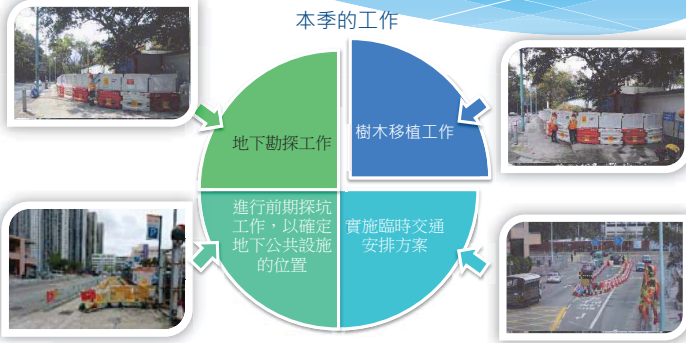 本季的工作
地下勘探工作
樹木移植工作
進行前期探坑
工作，以確定
地下公共設施
的位置
實施臨時交通
安排方案